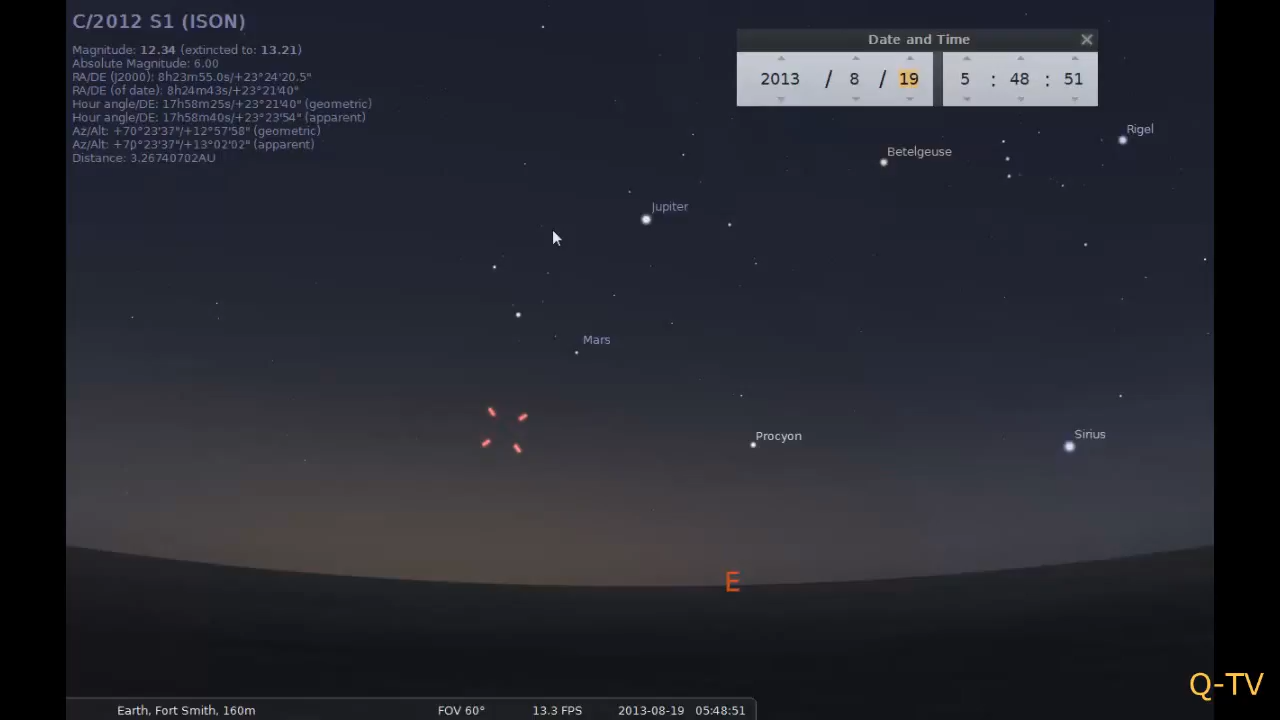 C/2012 S1 (ISON)
Magnitude: 12.34 (extincted to: 13.21)
Absolute Magnitude: 6.00
RA/DE (J2000): 8h23m55.0s/+23°24'20.5"
RA/DE (of date): 8h24m43s/+23°21'40"
Hour angle/DE: 17h58m25s/+23°21'40" (geometric)
Hour angle/DE: 17h58m40s/+23°23'54" (apparent)
Az/Alt: +70°23'37"/+12°57'58" (geometric)
Az/Alt: +70°23'37"/+13°02'02" (apparent)
Distance: 3.26740702AU
Date and Time
2013 / 8 / 19 5 : 48 : 51
Rigel
Betelgeuse
Jupiter
Mars
Procyon
Sirius
E
Q-TV
Earth, Fort Smith, 160m FOV 60° 13.3 FPS 2013-08-19 05:48:51